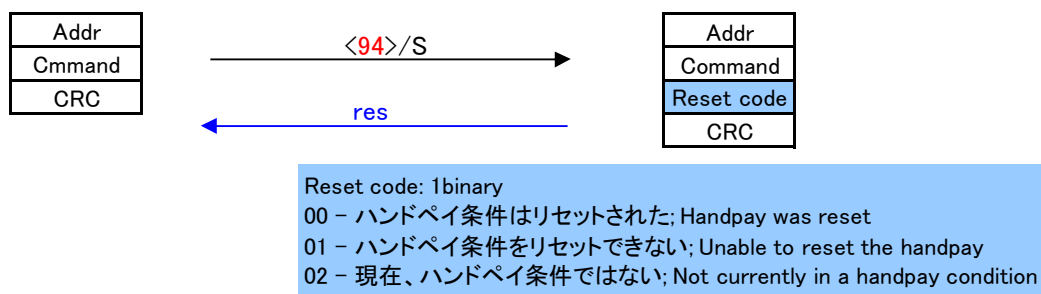 Addr
Cmmand
CRC
<94>/S
res
Addr
Command
Reset code
CRC
Reset code: 1binary
00 - ハンドペイ条件はリセットされた; Handpay was reset
01 - ハンドペイ条件をリセットできない; Unable to reset the handpay
02 - 現在、ハンドペイ条件ではない; Not currently in a handpay condition